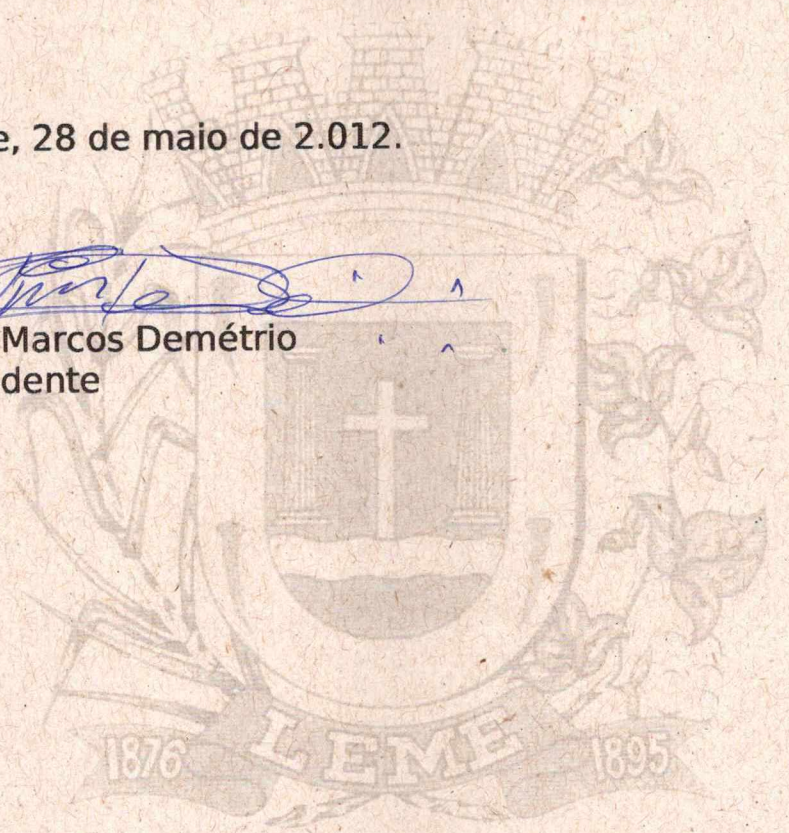 e, 28 de maio de 2.012.
Marcos Demétrio
dente
LEME
1876
1895